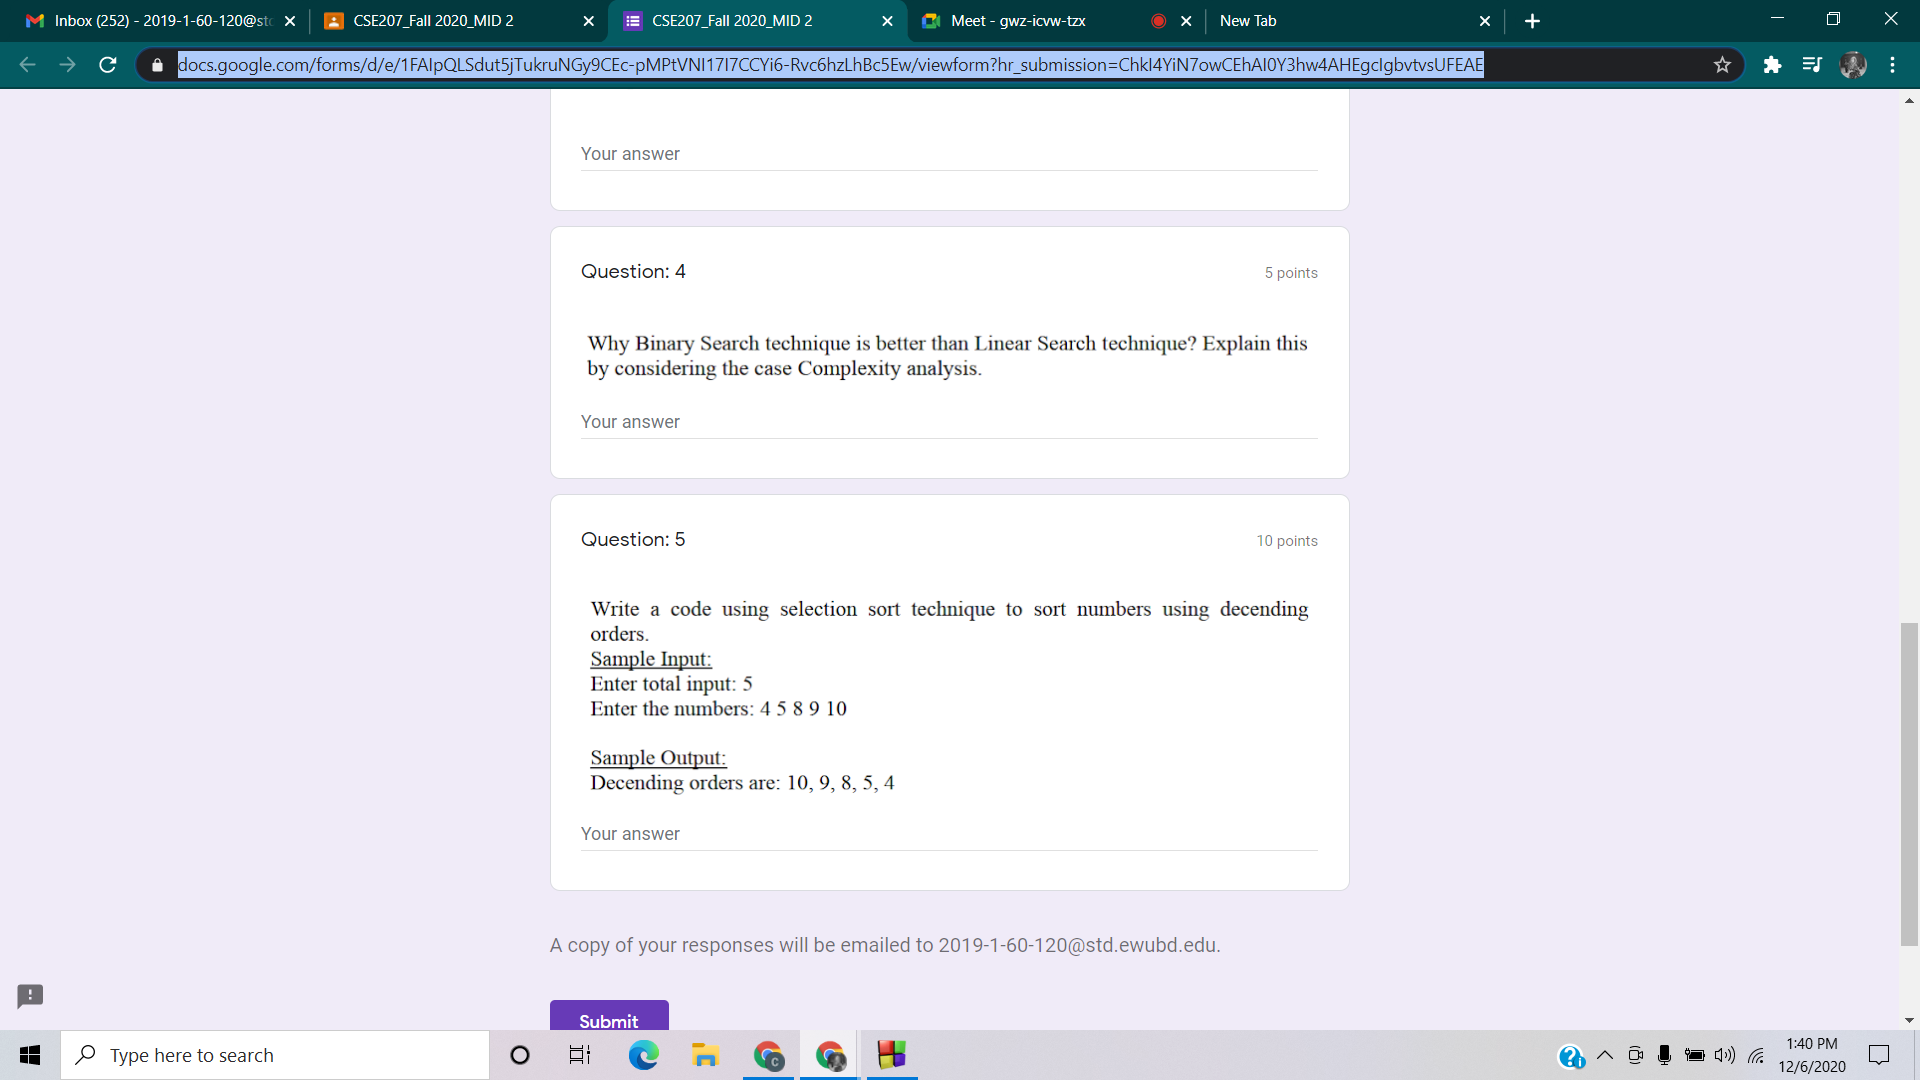 Inbox (252) - 2019-1-60-120@st
CSE207_Fall 2020_MID 2
CSE207_Fall 2020_MID 2
Meet - gwz-icvw-tzx
New Tab
docs.google.com/forms/d/e/1FAIpQLSdut5jTukruNGy9CEc-pMPtVNI17I7CCYi6-Rvc6hzLhBc5Ew/viewform?hr_submission=ChkI4YiN7owCEhAI0Y3hw4AHEgcIgbvtvsUFEAE
Your answer
Question: 4
5 points
Why Binary Search technique is better than Linear Search technique? Explain this
by considering the case Complexity analysis.
Your answer
Question: 5
10 points
Write a code using selection sort technique to sort numbers using decending
orders.
Sample Input:
Enter total input: 5
Enter the numbers: 4 5 8 9 10
Sample Output:
Decending orders are: 10, 9, 8, 5, 4
Your answer
A copy of your responses will be emailed to 2019-1-60-120@std.ewubd.edu.
Submit
Type here to search
1:40 PM
12/6/2020